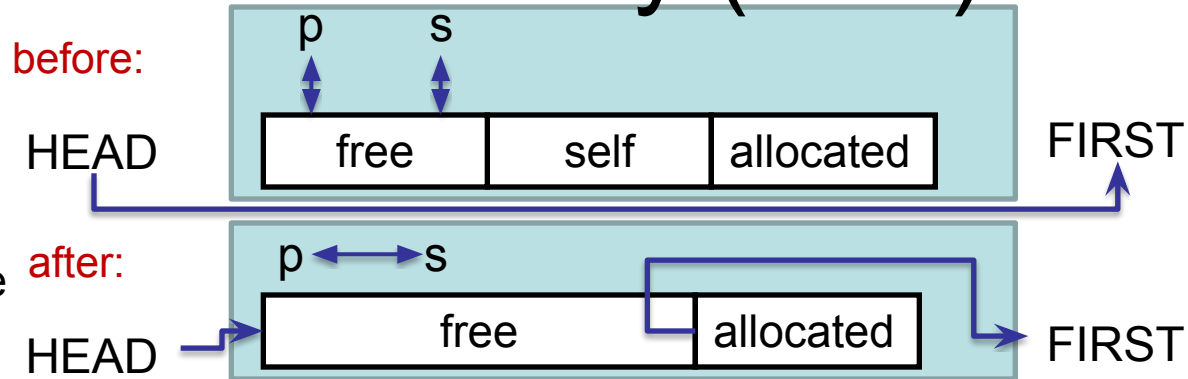 before:
p s
HEAD free self allocated FIRST
after:
p s
HEAD free allocated FIRST